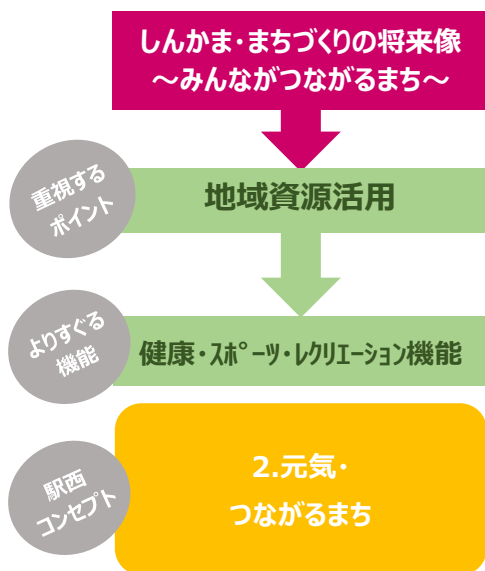 しんかま・まちづくりの将来像
～みんながつながるまち～
重視する
ポイント
地域資源活用
よりすぐる
機能
健康・ｽﾎﾟｰﾂ・ﾚｸﾘｴｰｼｮﾝ機能
駅西
コンセプト
2.元気・
つながるまち